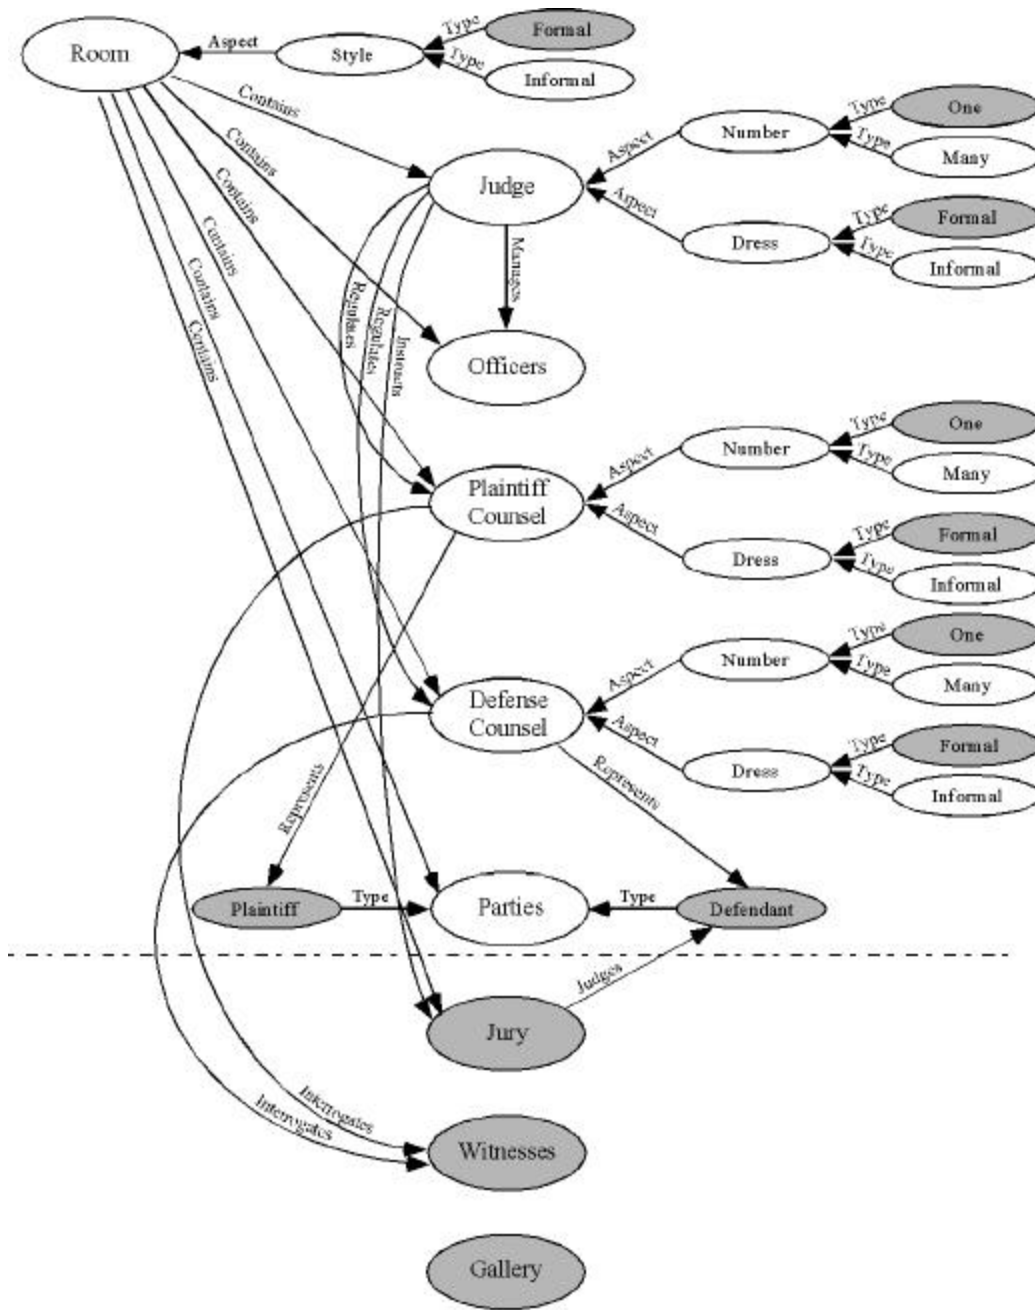 Room
Aspect
Style
Type
Formal
Type
Informal
Contains
Contains
Contains
Contains
Contains
Contains
Judge
Aspect
Number
Type
One
Type
Many
Aspect
Dress
Type
Formal
Type
Informal
Manages
Regulates
Regulates
Instructs
Officers
Plaintiff
Counsel
Aspect
Number
Type
One
Type
Many
Aspect
Dress
Type
Formal
Type
Informal
Defense
Counsel
Aspect
Number
Type
One
Type
Many
Aspect
Dress
Type
Formal
Type
Informal
Represents
Represents
Plaintiff
Type
Parties
Type
Defendant
Judges
Jury
Interrogates
Interrogates
Witnesses
Gallery